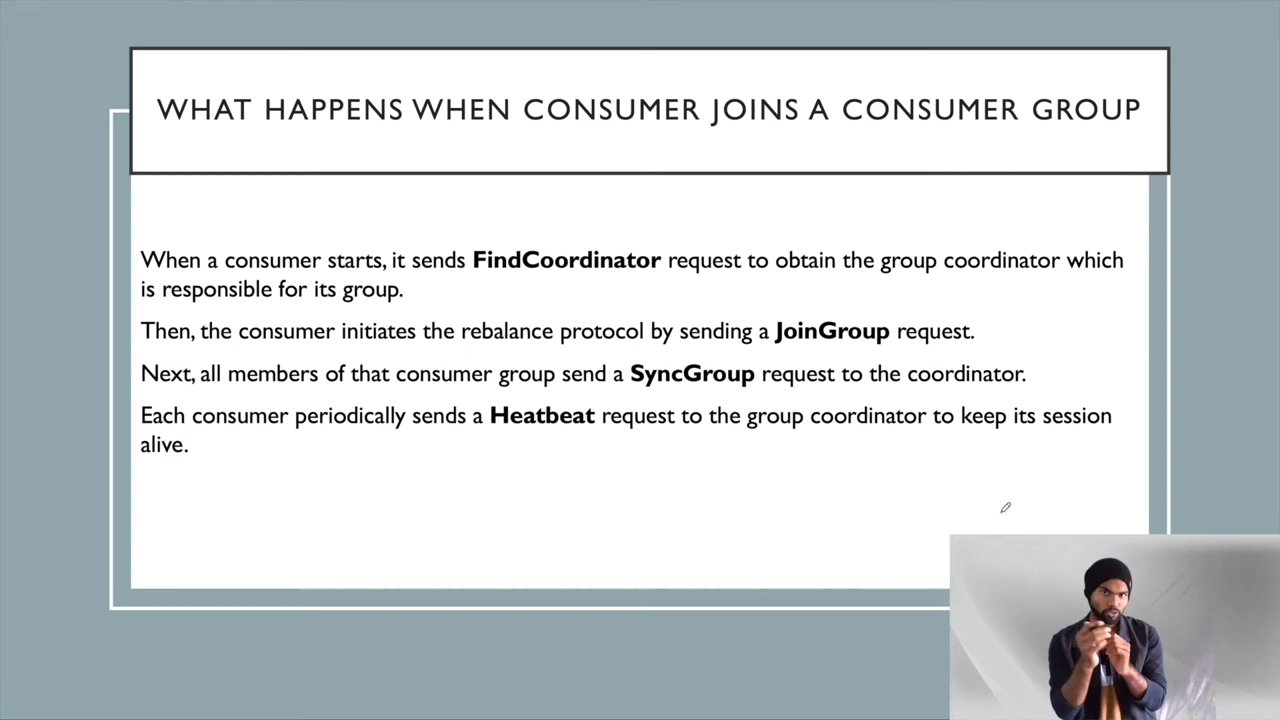 WHAT HAPPENS WHEN CONSUMER JOINS A CONSUMER GROUP
When a consumer starts, it sends FindCoordinator request to obtain the group coordinator which
is responsible for its group.
Then, the consumer initiates the rebalance protocol by sending a JoinGroup request.
Next, all members of that consumer group send a SyncGroup request to the coordinator.
Each consumer periodically sends a Heatbeat request to the group coordinator to keep its session
alive.